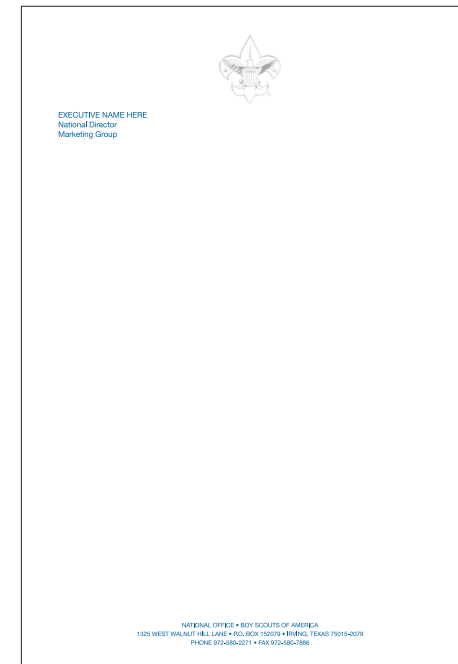 EXECUTIVE NAME HERE
National Director
Marketing Group
NATIONAL OFFICE • BOY SCOUTS OF AMERICA
1325 WEST WALNUT HILL LANE • P.O. BOX 152079 • IRVING, TEXAS 75015-2079
PHONE 972-580-2271 • FAX 972-580-7886